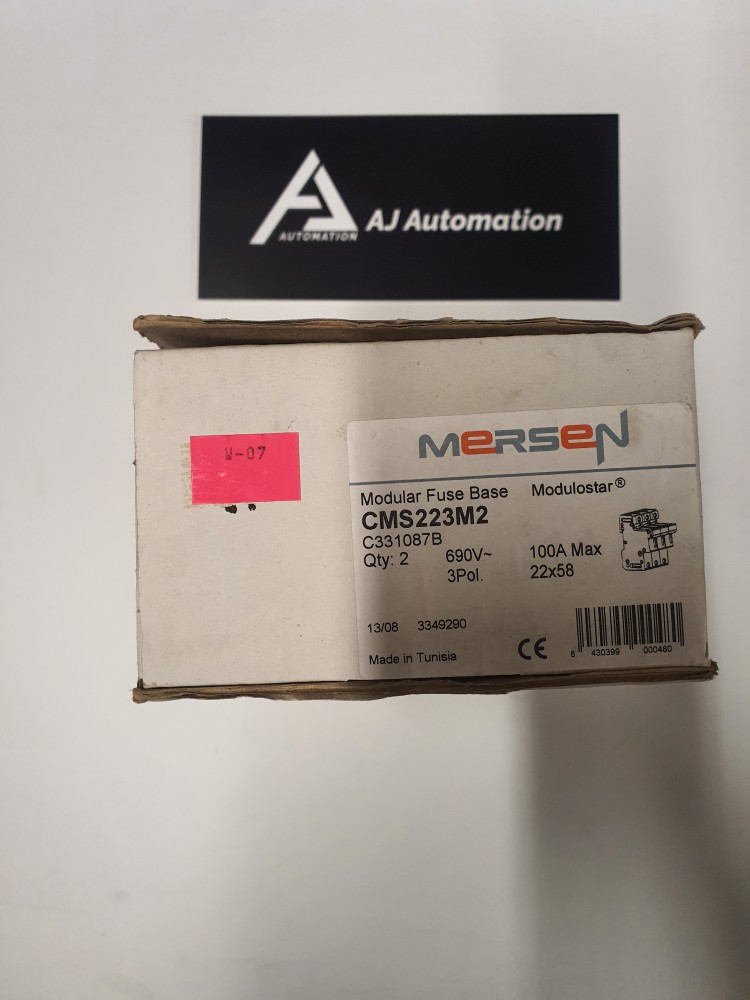 AUTOMATION
AJ Automation
W-07
MERSEN
Modular Fuse Base Modulostar®
CMS223M2
C331087B
Qty: 2 690V~ 100A Max
3Pol. 22x58
13/08 3349290
Made in Tunisia CE
8 430399 000480